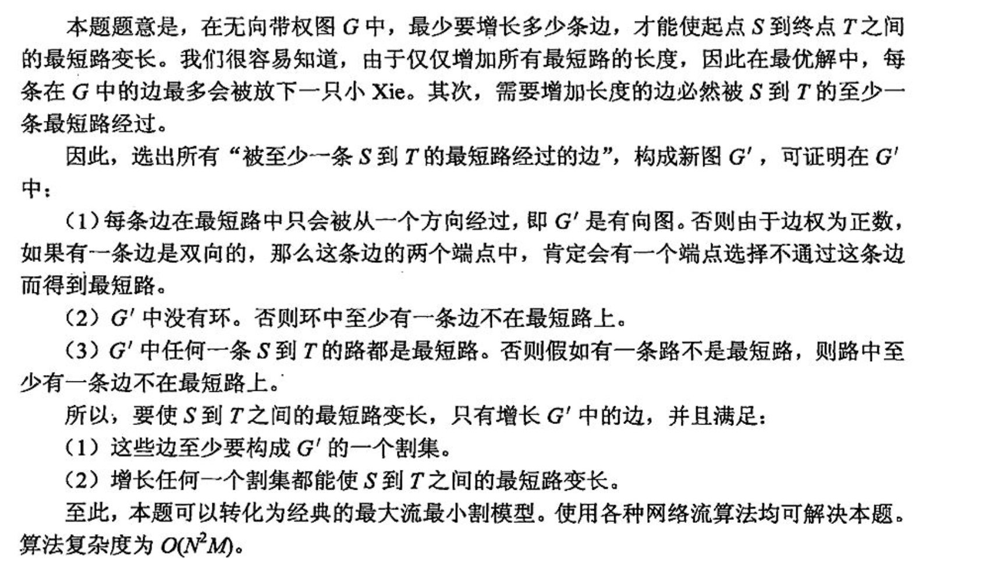 本题题意是，在无向带权图 G 中，最少要增长多少条边，才能使起点 S 到终点 T 之间
的最短路变长。我们很容易知道，由于仅仅增加所有最短路的长度，因此在最优解中，每
条在 G 中的边最多会被放下一只小 Xie。其次，需要增加长度的边必然被 S 到 T 的至少一
条最短路经过。
因此，选出所有“被至少一条 S 到 T 的最短路经过的边”，构成新图 G′，可证明在 G′
中：
（1）每条边在最短路中只会被从一个方向经过，即 G′ 是有向图。否则由于边权为正数，
如果有一条边是双向的，那么这条边的两个端点中，肯定会有一个端点选择不通过这条边
而得到最短路。
（2）G′ 中没有环。否则环中至少有一条边不在最短路上。
（3）G′ 中任何一条 S 到 T 的路都是最短路。否则假如有一条路不是最短路，则路中至
少有一条边不在最短路上。
所以，要使 S 到 T 之间的最短路变长，只有增长 G′ 中的边，并且满足：
（1）这些边至少要构成 G′ 的一个割集。
（2）增长任何一个割集都能使 S 到 T 之间的最短路变长。
至此，本题可以转化为经典的最大流最小割模型。使用各种网络流算法均可解决本题。
算法复杂度为 O(N²M)。